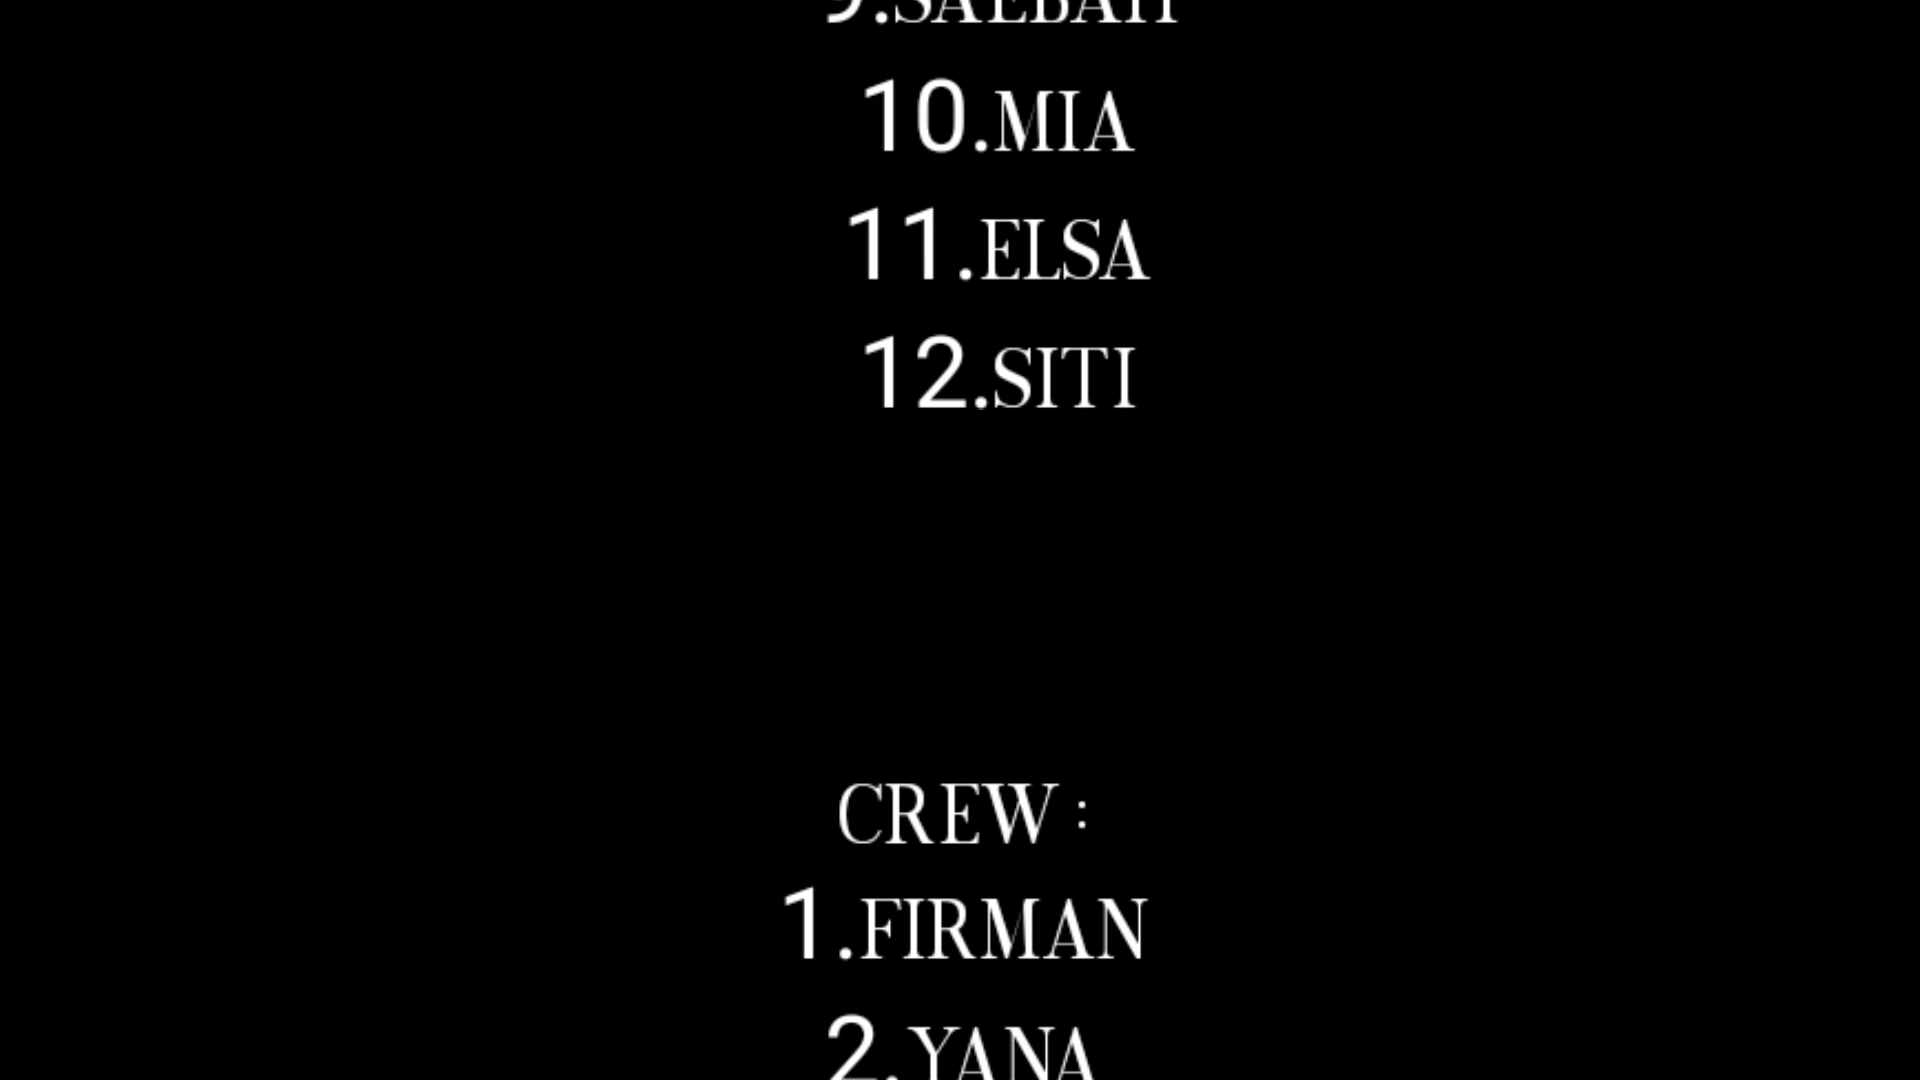 10.MIA
11.ELSA
12.SITI
CREW :
1.FIRMAN
2.YANA